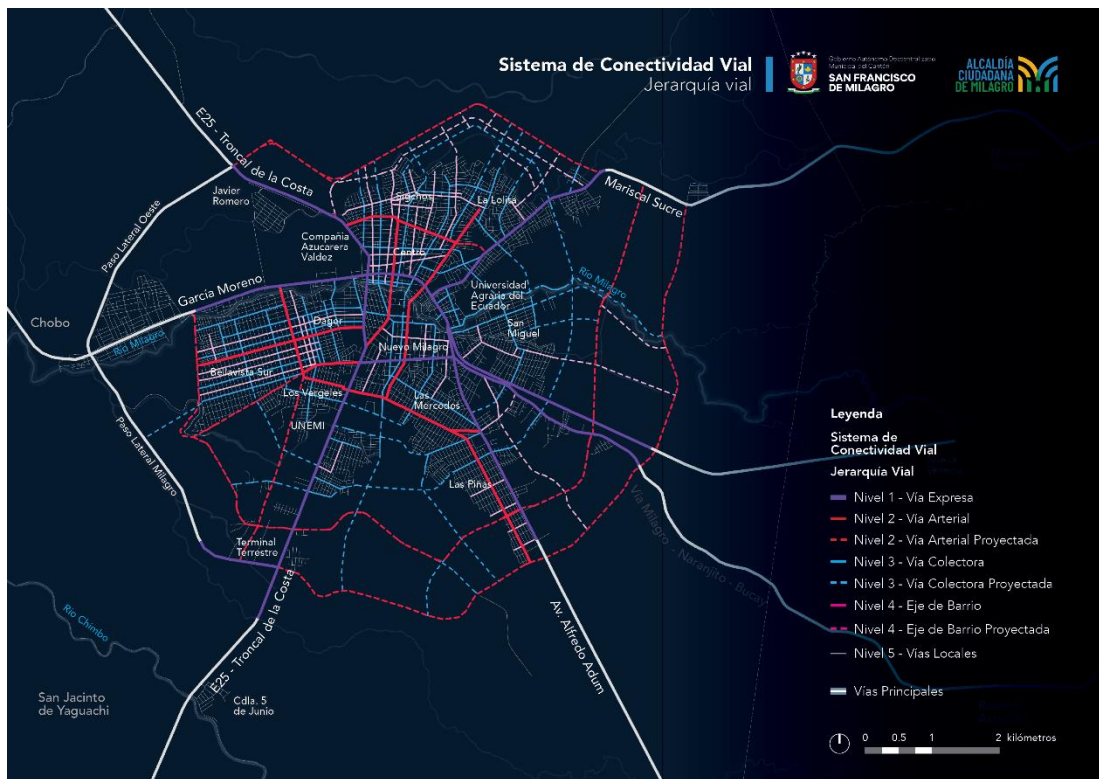 Sistema de Conectividad Vial
Jerarquía vial
SAN FRANCISCO
DE MILAGRO
ALCALDÍA
CIUDADANA
DE MILAGRO
E25 - Troncal de la Costa
Mariscal Sucre
Javier
Romero
Siachos
La Lolita
Paso Lateral Oeste
Compañia
Azucarera
Valdez
Centro
García Moreno
Universidad
Agraria del
Ecuador
Río Milagro
Chobo
Dager
San
Miguel
Río Milagro
Nuevo Milagro
Bellavista Sur
Los Vergeles
Las
Mercedes
UNEMI
Paso Lateral Milagro
Las Piñas
Vía Milagro - Naranjito - Bucay
Terminal
Terrestre
E25 - Troncal de la Costa
Av. Alfredo Adum
Río Chimbo
San Jacinto
de Yaguachi
Cdla. 5
de Junio
Leyenda
Sistema de
Conectividad Vial
Jerarquía Vial
Nivel 1 - Vía Expresa
Nivel 2 - Vía Arterial
Nivel 2 - Vía Arterial Proyectada
Nivel 3 - Vía Colectora
Nivel 3 - Vía Colectora Proyectada
Nivel 4 - Eje de Barrio
Nivel 4 - Eje de Barrio Proyectada
Nivel 5 - Vías Locales
Vías Principales
0 0.5 1 2 kilómetros